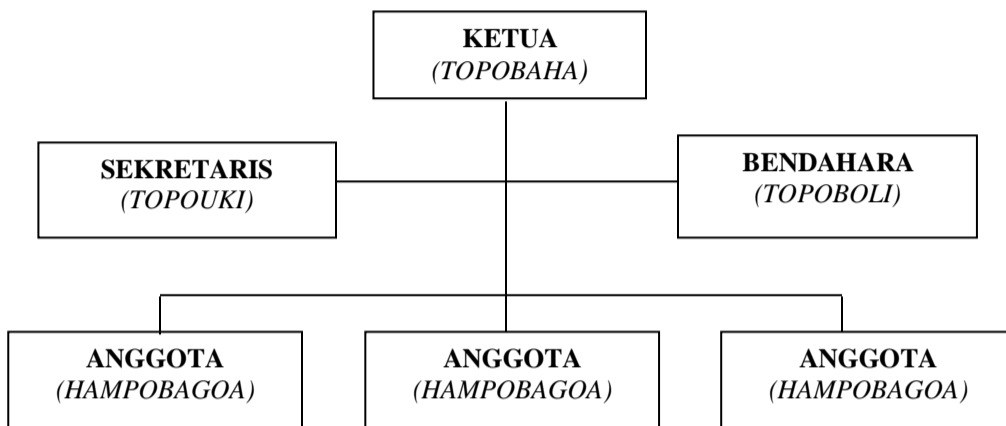 KETUA
(TOPOBAHA)
SEKRETARIS
(TOPOUKI)
BENDAHARA
(TOPOBOLI)
ANGGOTA
(HAMPOBAGOA)
ANGGOTA
(HAMPOBAGOA)
ANGGOTA
(HAMPOBAGOA)